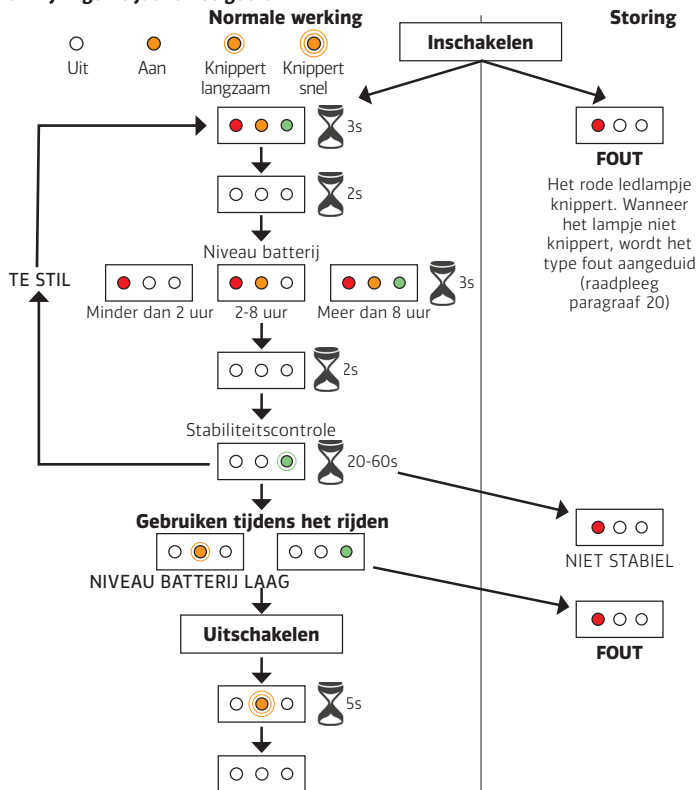 Normale werking
Storing
Uit
Aan
Knippert
langzaam
Knippert
snel
Inschakelen
3s
FOUT
Het rode ledlampje
knippert. Wanneer
het lampje niet
knippert, wordt het
type fout aangeduid
(raadpleeg
paragraaf 20)
2s
Niveau batterij
TE STIL
3s
Minder dan 2 uur
2-8 uur
Meer dan 8 uur
2s
Stabiliteitscontrole
20-60s
Gebruiken tijdens het rijden
NIET STABIEL
NIVEAU BATTERIJ LAAG
Uitschakelen
FOUT
5s